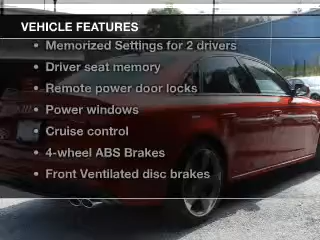 VEHICLE FEATURES
• Memorized Settings for 2 drivers
• Driver seat memory
• Remote power door locks
• Power windows
• Cruise control
• 4-wheel ABS Brakes
• Front Ventilated disc brakes